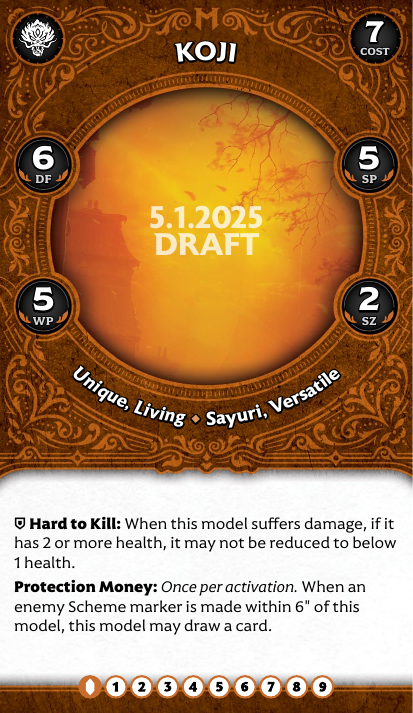 KOJI
7
COST
6
DF
5
SP
5.1.2025
DRAFT
5
WP
2
SZ
Unique, Living ◆ Sayuri, Versatile
Hard to Kill: When this model suffers damage, if it
has 2 or more health, it may not be reduced to below
1 health.
Protection Money: Once per activation. When an
enemy Scheme marker is made within 6" of this
model, this model may draw a card.
1 2 3 4 5 6 7 8 9